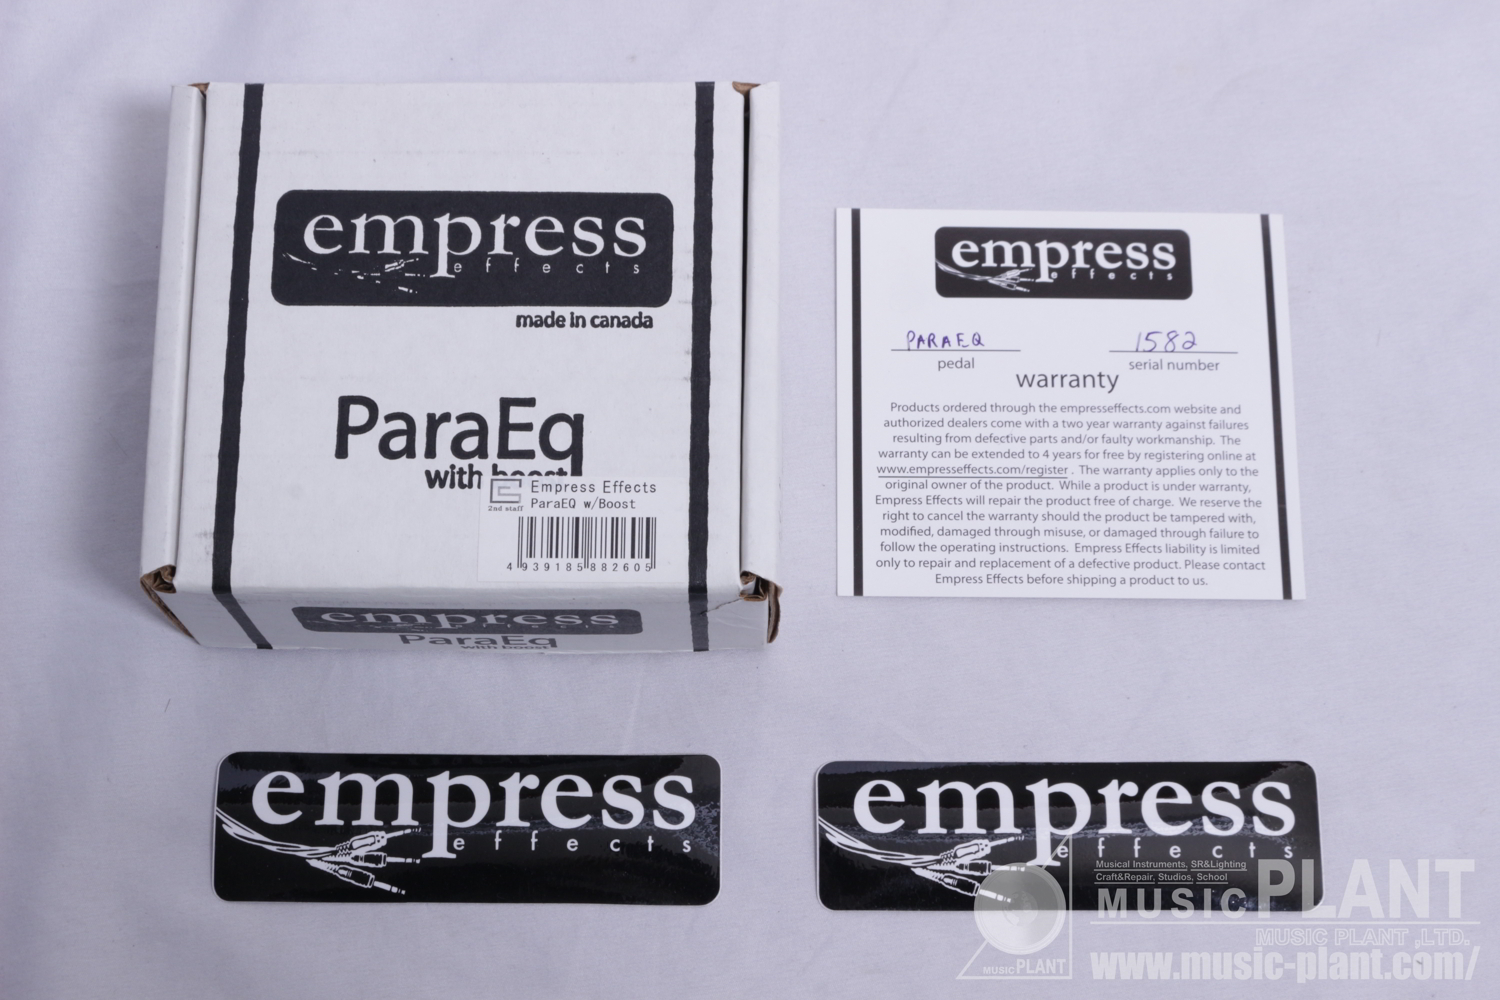 empress
effects
made in canada
ParaEq
with boost
2nd staff
Empress Effects
ParaEQ w/Boost
4 939185 882605
empress
effects
ParaEq
with boost
empress
effects
PARAEQ 1582
pedal serial number
warranty
Products ordered through the empresseffects.com website and
authorized dealers come with a two year warranty against failures
resulting from defective parts and/or faulty workmanship. The
warranty can be extended to 4 years for free by registering online at
www.empresseffects.com/register . The warranty applies only to the
original owner of the product. While a product is under warranty,
Empress Effects will repair the product free of charge. We reserve the
right to cancel the warranty should the product be tampered with,
modified, damaged through misuse, or damaged through failure to
follow the operating instructions. Empress Effects liability is limited
only to repair and replacement of a defective product. Please contact
Empress Effects before shipping a product to us.
empress
effects
empress
effects
Musical Instruments, SR&Lighting
Craft&Repair, Studios, School
MUSIC PLANT
MUSIC PLANT ,LTD.
MUSIC PLANT
www.music-plant.com/